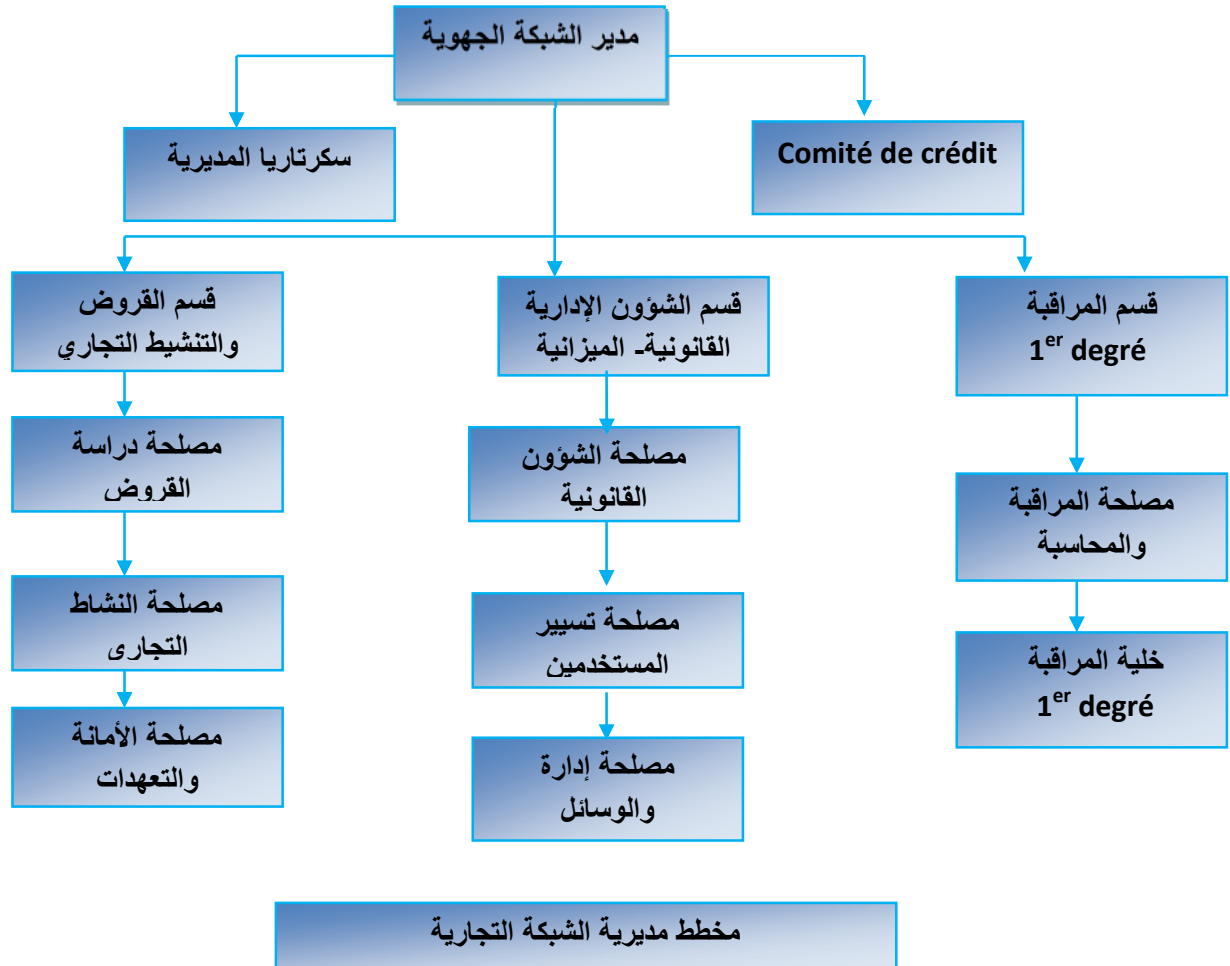 مدير الشبكة الجهوية
سكرتاريا المديرية
Comité de crédit
قسم المراقبة
1er degré
قسم الشؤون الإدارية
القانونية- الميزانية
قسم القروض
والتنشيط التجاري
مصلحة دراسة
القروض
مصلحة الشؤون
القانونية
مصلحة المراقبة
والمحاسبة
مصلحة النشاط
التجاري
مصلحة تسيير
المستخدمين
خلية المراقبة
1er degré
مصلحة الأمانة
والتعهدات
مصلحة إدارة
والوسائل
مخطط مديرية الشبكة التجارية